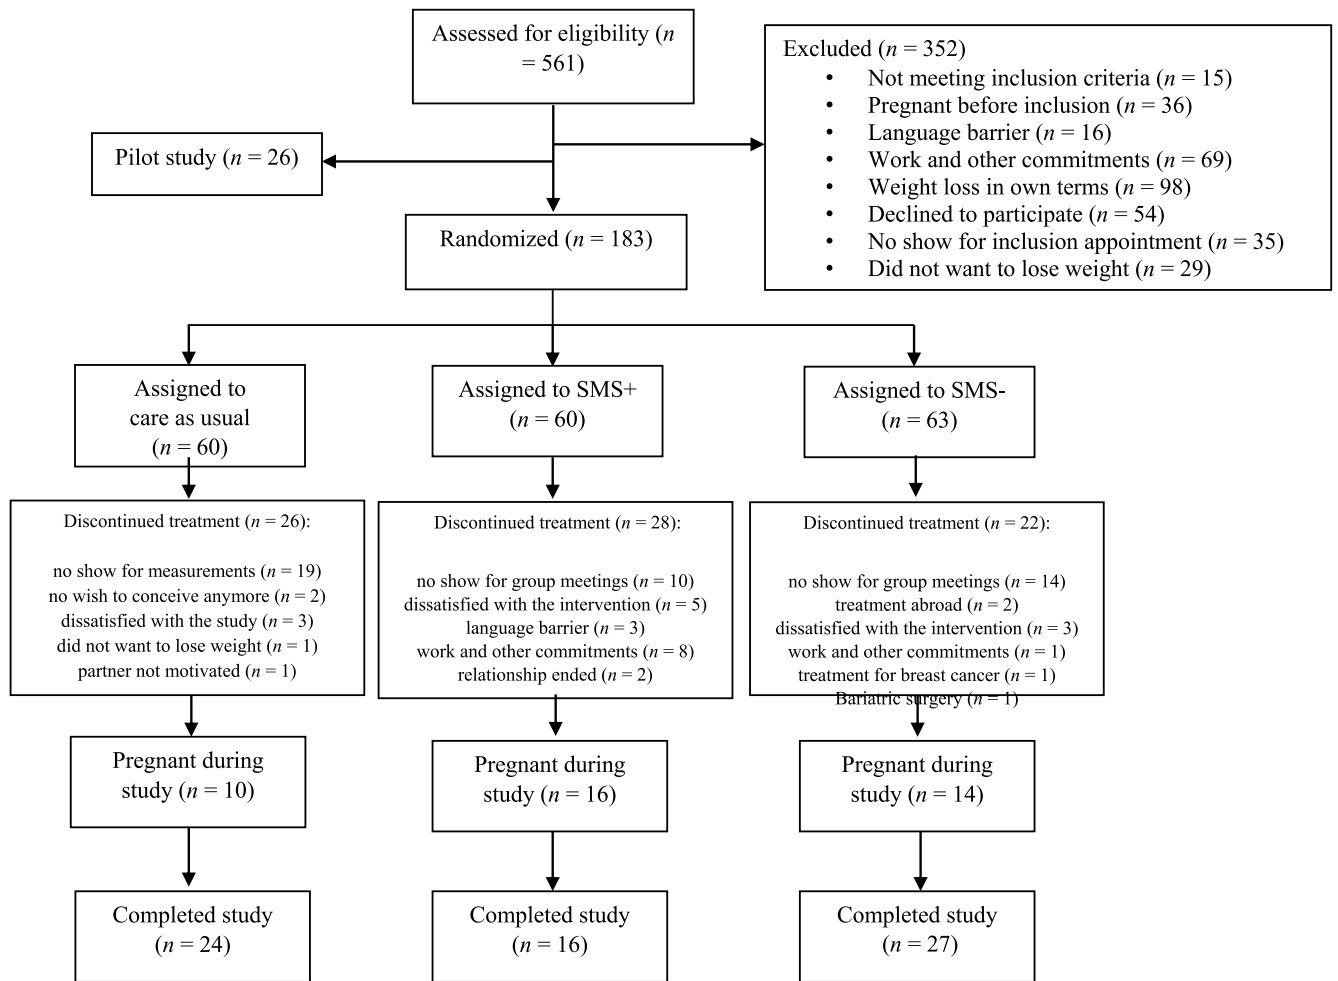 Assessed for eligibility (n
= 561)
Excluded (n = 352)
• Not meeting inclusion criteria (n = 15)
• Pregnant before inclusion (n = 36)
• Language barrier (n = 16)
• Work and other commitments (n = 69)
• Weight loss in own terms (n = 98)
• Declined to participate (n = 54)
• No show for inclusion appointment (n = 35)
• Did not want to lose weight (n = 29)
Pilot study (n = 26)
Randomized (n = 183)
Assigned to
care as usual
(n = 60)
Assigned to SMS+
(n = 60)
Assigned to SMS-
(n = 63)
Discontinued treatment (n = 26):
no show for measurements (n = 19)
no wish to conceive anymore (n = 2)
dissatisfied with the study (n = 3)
did not want to lose weight (n = 1)
partner not motivated (n = 1)
Discontinued treatment (n = 28):
no show for group meetings (n = 10)
dissatisfied with the intervention (n = 5)
language barrier (n = 3)
work and other commitments (n = 8)
relationship ended (n = 2)
Discontinued treatment (n = 22):
no show for group meetings (n = 14)
treatment abroad (n = 2)
dissatisfied with the intervention (n = 3)
work and other commitments (n = 1)
treatment for breast cancer (n = 1)
Bariatric surgery (n = 1)
Pregnant during
study (n = 10)
Pregnant during
study (n = 16)
Pregnant during
study (n = 14)
Completed study
(n = 24)
Completed study
(n = 16)
Completed study
(n = 27)